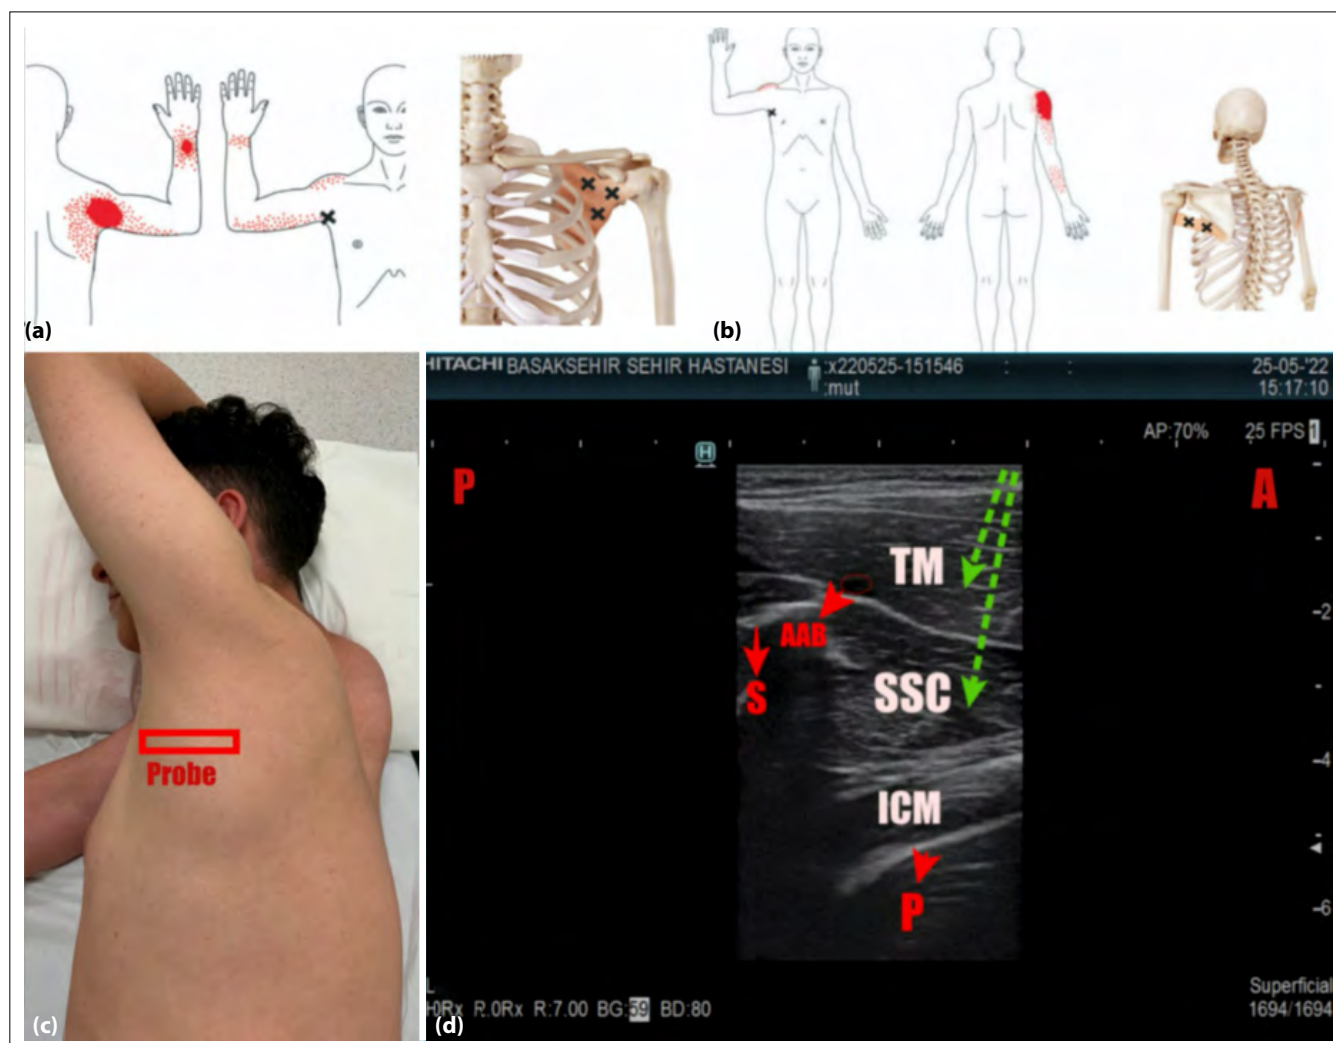 (a)
(b)
Probe
(c)
HITACHI BASAKSEHIR SEHIR HASTANESI :x220525-151546 : : 25-05-'22
:mut 15:17:10
AP:70% 25 FPS 1
H
P A
TM
-2
AAB
S SSC
-4
ICM
P
-6
L Superficial
R:7.00 BG:59 BD:80 1694/1694
(d)